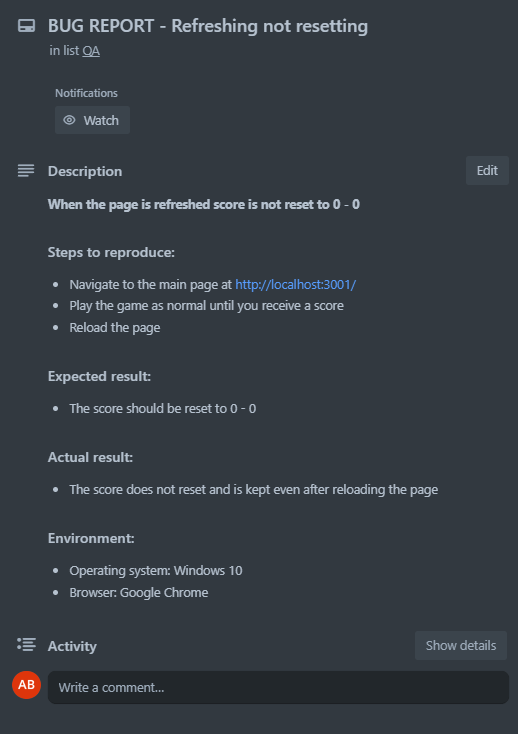 BUG REPORT - Refreshing not resetting
in list QA
Notifications
Watch
Description
Edit
When the page is refreshed score is not reset to 0 - 0
Steps to reproduce:
• Navigate to the main page at http://localhost:3001/
• Play the game as normal until you receive a score
• Reload the page
Expected result:
• The score should be reset to 0 - 0
Actual result:
• The score does not reset and is kept even after reloading the page
Environment:
• Operating system: Windows 10
• Browser: Google Chrome
Activity
Show details
AB
Write a comment...